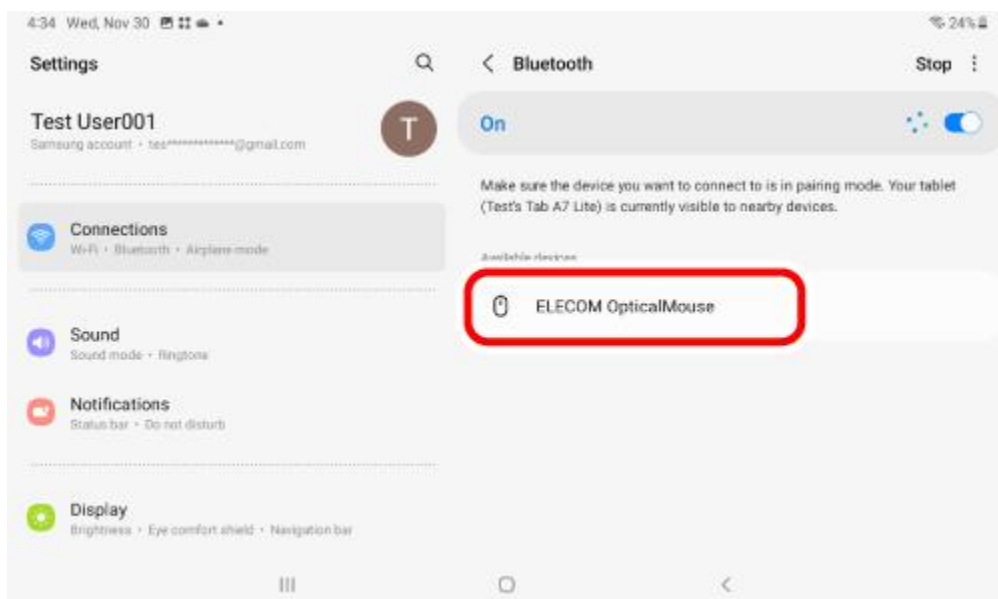 4:34 Wed, Nov 30
24%
Settings
Test User001
T
Samsung account • tes*************@gmail.com
Connections
Wi-Fi • Bluetooth • Airplane mode
Sound
Sound mode • Ringtone
Notifications
Status bar • Do not disturb
Display
Brightness • Eye comfort shield • Navigation bar
Bluetooth
Stop
On
Make sure the device you want to connect to is in pairing mode. Your tablet
(Test's Tab A7 Lite) is currently visible to nearby devices.
Available devices
ELECOM OpticalMouse